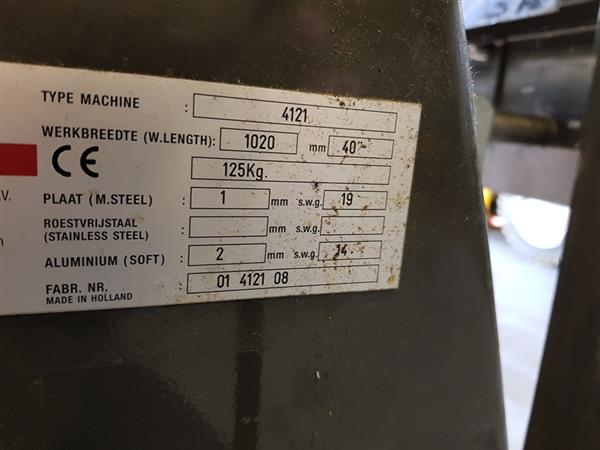 TYPE MACHINE : 4121
WERKBREEDTE (W.LENGTH): 1020 mm 40"
CE 125Kg.
PLAAT (M.STEEL) : 1 mm s.w.g. 19
ROESTVRIJSTAAL
(STAINLESS STEEL) : mm s.w.g.
ALUMINIUM (SOFT) : 2 mm s.w.g. 14
FABR. NR. : 01 4121 08
MADE IN HOLLAND